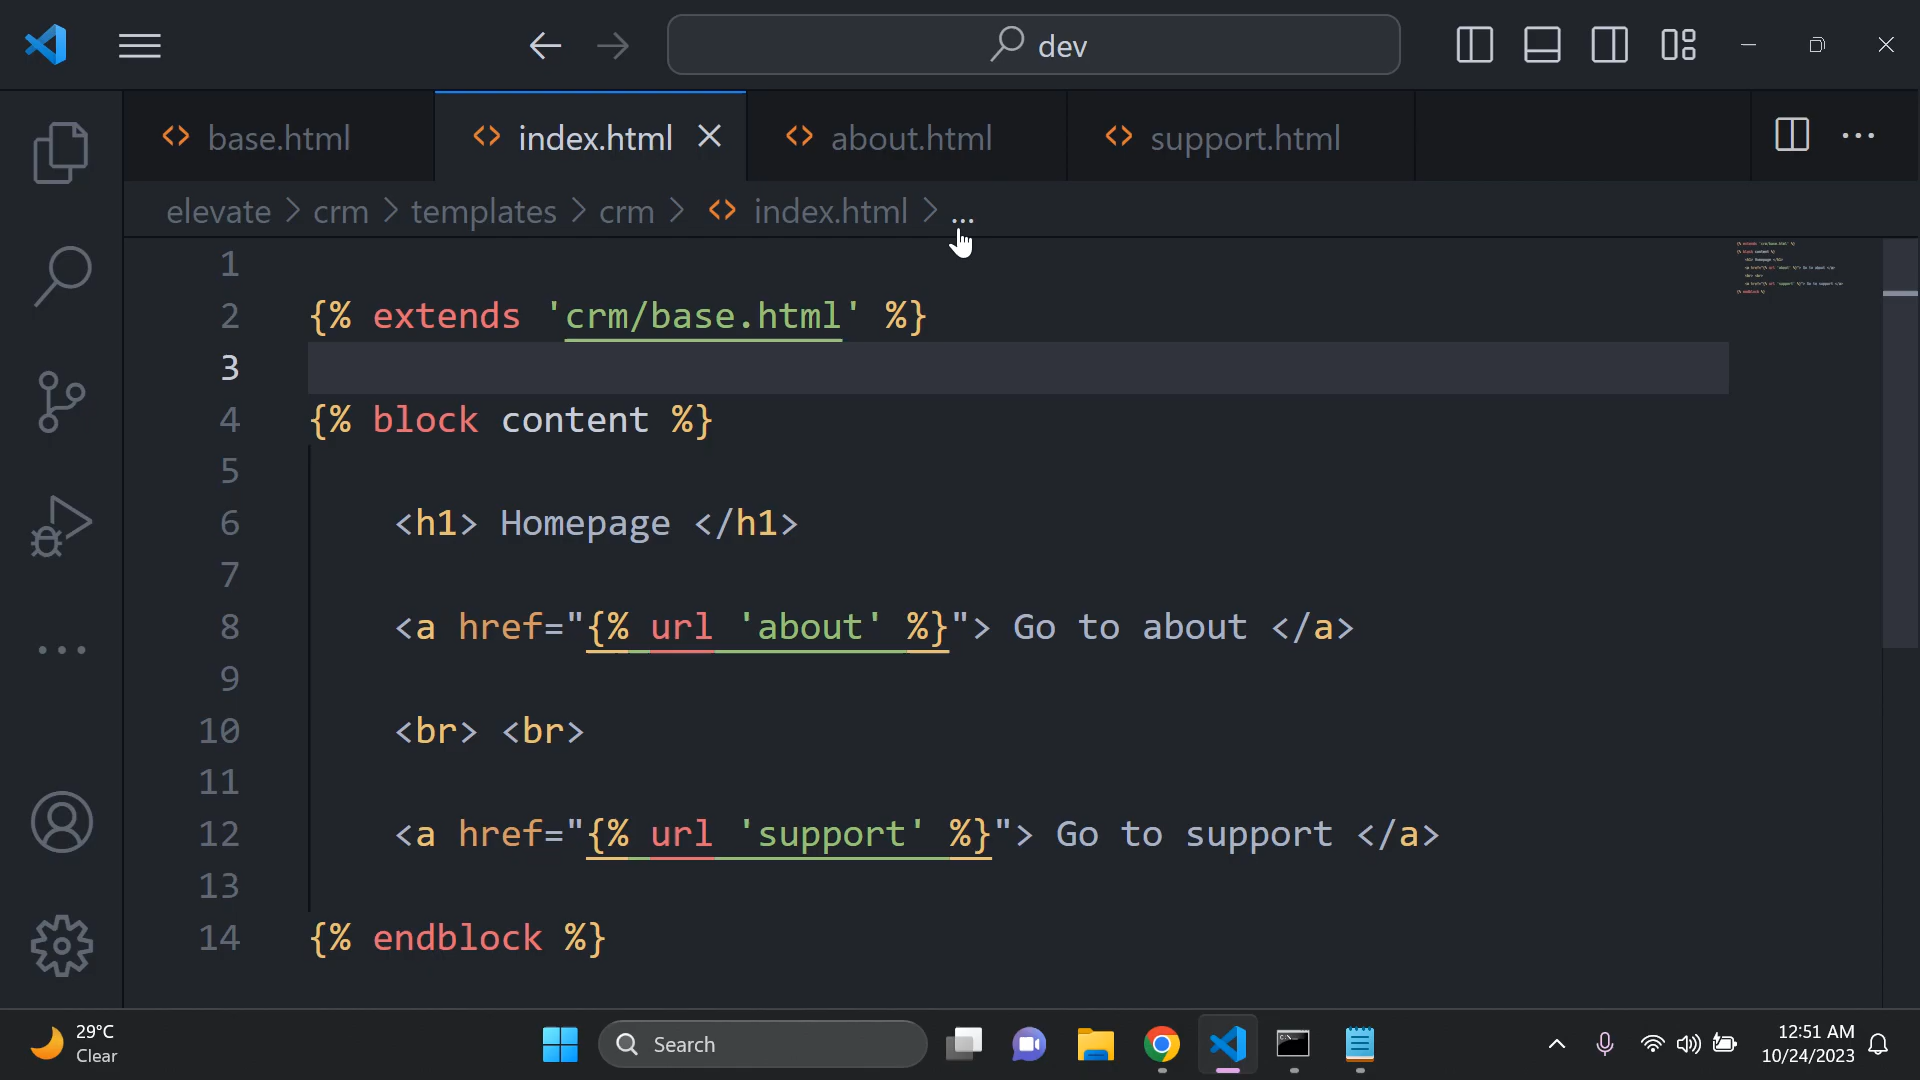 dev
base.html
index.html
about.html
support.html
elevate > crm > templates > crm > <> index.html > ...
1
2 {% extends 'crm/base.html' %}
3
4 {% block content %}
5
6 <h1> Homepage </h1>
7
8 <a href="{% url 'about' %}"> Go to about </a>
9
10 <br> <br>
11
12 <a href="{% url 'support' %}"> Go to support </a>
13
14 {% endblock %}
29°C
Clear
Search
12:51 AM
10/24/2023